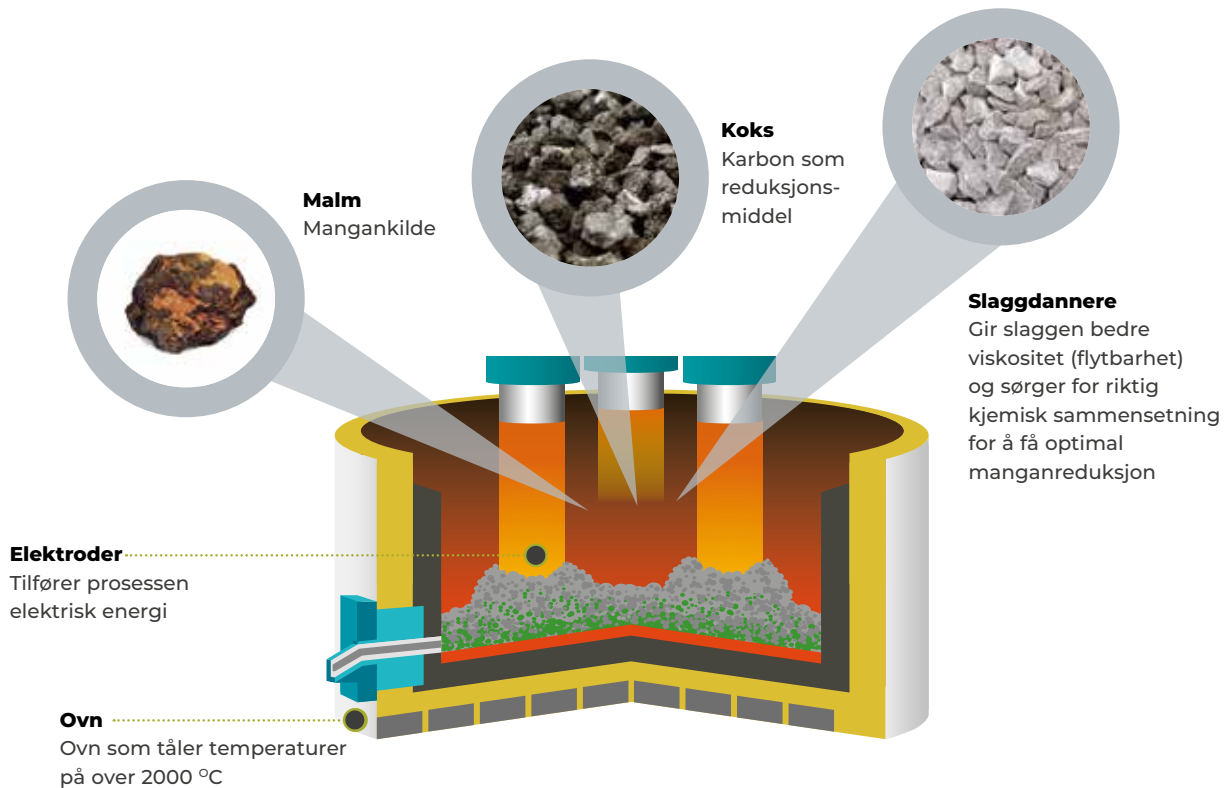 Malm
Mangankilde
Koks
Karbon som
reduksjons-
middel
Slaggdannere
Gir slaggen bedre
viskositet (flytbarhet)
og sørger for riktig
kjemisk sammensetning
for å få optimal
manganreduksjon
Elektroder
Tilfører prosessen
elektrisk energi
Ovn
Ovn som tåler temperaturer
på over 2000 °C